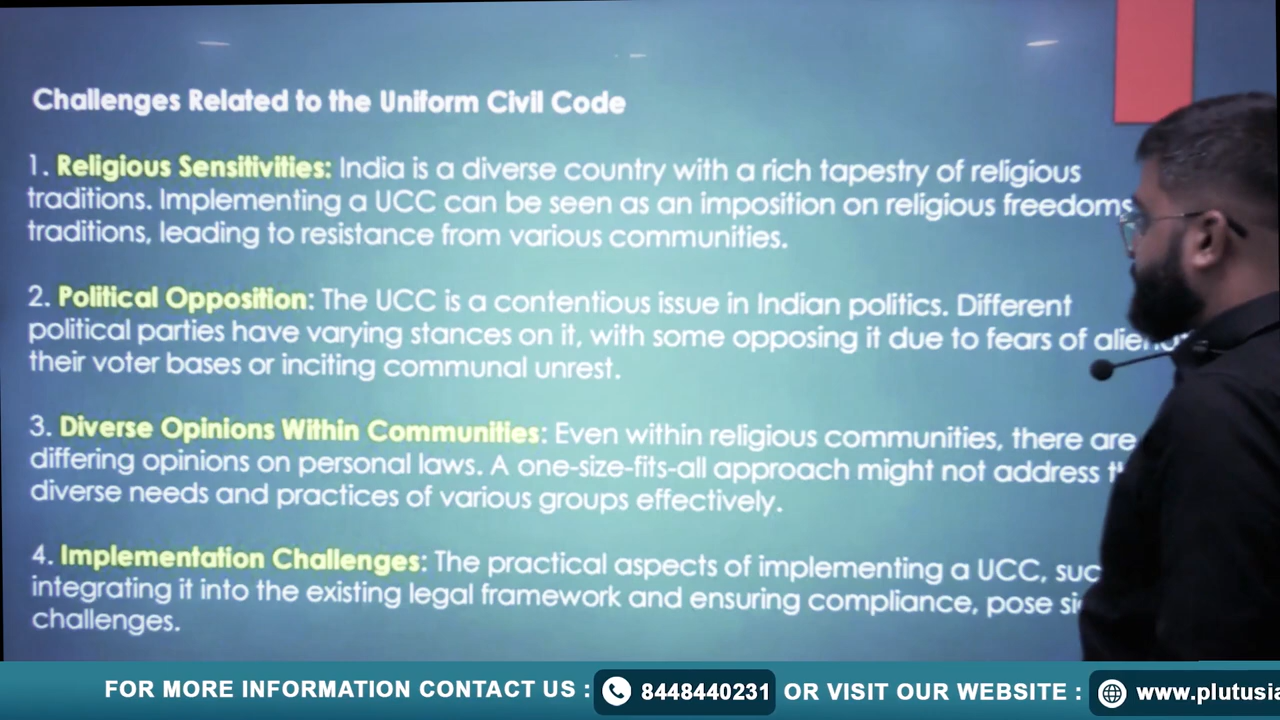 Challenges Related to the Uniform Civil Code
1. Religious Sensitivities: India is a diverse country with a rich tapestry of religious
traditions. Implementing a UCC can be seen as an imposition on religious freedoms
traditions, leading to resistance from various communities.
2. Political Opposition: The UCC is a contentious issue in Indian politics. Different
political parties have varying stances on it, with some opposing it due to fears of
their voter bases or inciting communal unrest.
3. Diverse Opinions Within Communities: Even within religious communities, there are
differing opinions on personal laws. A one-size-fits-all approach might not address
diverse needs and practices of various groups effectively.
4. Implementation Challenges: The practical aspects of implementing a UCC,
integrating it into the existing legal framework and ensuring compliance, pose
challenges.
FOR MORE INFORMATION CONTACT US : 8448440231 OR VISIT OUR WEBSITE : www.plutusia